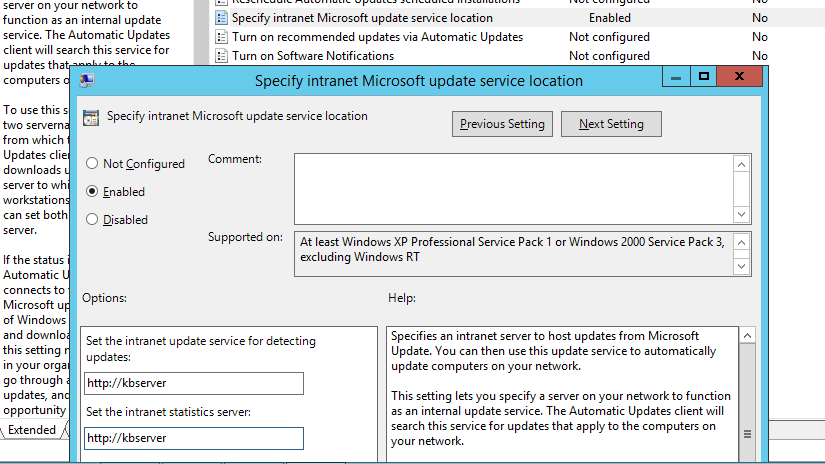 server on your network to
function as an internal update
service. The Automatic Updates
client will search this service for
updates that apply to the
computers o
Reschedule Automatic Updates scheduled installations Not configured No
Specify intranet Microsoft update service location Enabled No
Turn on recommended updates via Automatic Updates Not configured No
Turn on Software Notifications Not configured No
To use this s
two serverna
from which t
Updates clie
downloads u
server to whi
workstations
can set both
server.
If the status i
Automatic U
connects to
Microsoft up
of Windows
and downloa
this setting n
in your orga
go through a
updates, and
opportunity
Extended
Specify intranet Microsoft update service location
Specify intranet Microsoft update service location
Previous Setting Next Setting
Not Configured
Enabled
Disabled
Comment:
Supported on:
At least Windows XP Professional Service Pack 1 or Windows 2000 Service Pack 3,
excluding Windows RT
Options:
Set the intranet update service for detecting
updates:
http://kbserver
Set the intranet statistics server:
http://kbserver
Help:
Specifies an intranet server to host updates from Microsoft
Update. You can then use this update service to automatically
update computers on your network.
This setting lets you specify a server on your network to function
as an internal update service. The Automatic Updates client will
search this service for updates that apply to the computers on
your network.